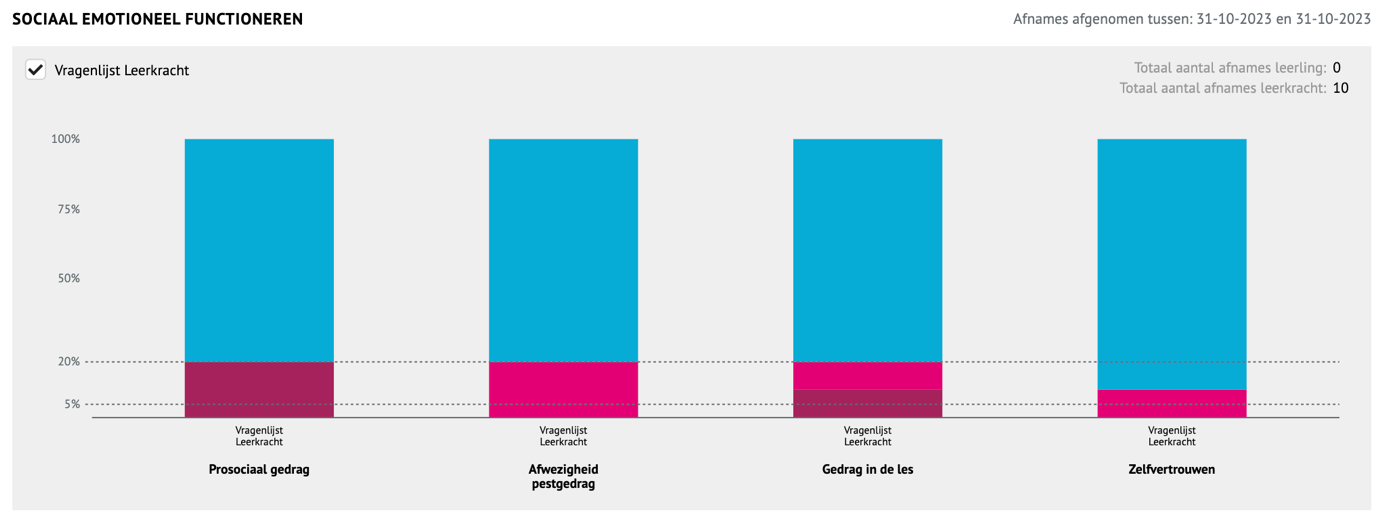 SOCIAAL EMOTIONEEL FUNCTIONEREN
Afnames afgenomen tussen: 31-10-2023 en 31-10-2023
Vragenlijst Leerkracht
Totaal aantal afnames leerling: 0
Totaal aantal afnames leerkracht: 10
100%
75%
50%
20%
5%
Vragenlijst
Leerkracht
Prosociaal gedrag
Vragenlijst
Leerkracht
Afwezigheid
pestgedrag
Vragenlijst
Leerkracht
Gedrag in de les
Vragenlijst
Leerkracht
Zelfvertrouwen